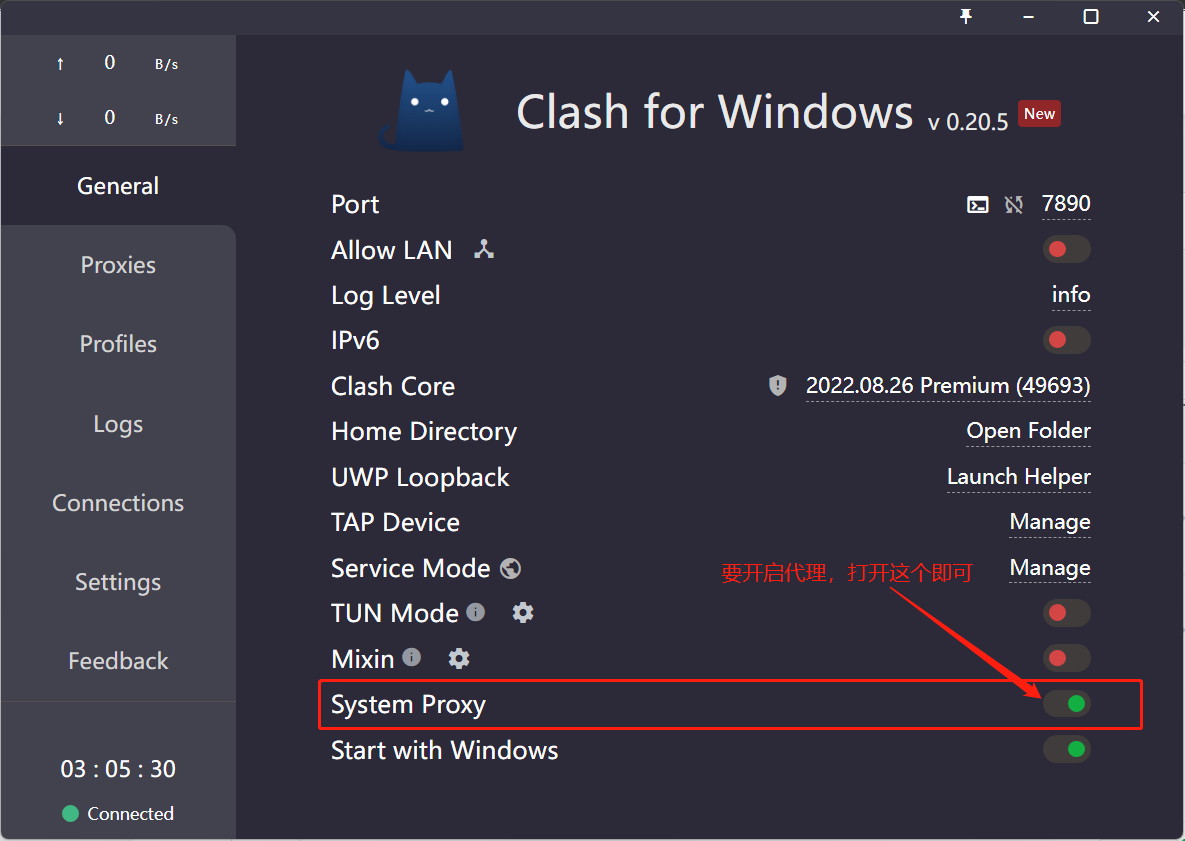 ↑ 0 B/s
↓ 0 B/s
General
Proxies
Profiles
Logs
Connections
Settings
Feedback
03 : 05 : 30
Connected
Clash for Windows v 0.20.5 New
Port 7890
Allow LAN
Log Level info
IPv6
Clash Core 2022.08.26 Premium (49693)
Home Directory Open Folder
UWP Loopback Launch Helper
TAP Device Manage
Service Mode Manage
要开启代理，打开这个即可
TUN Mode
Mixin
System Proxy
Start with Windows